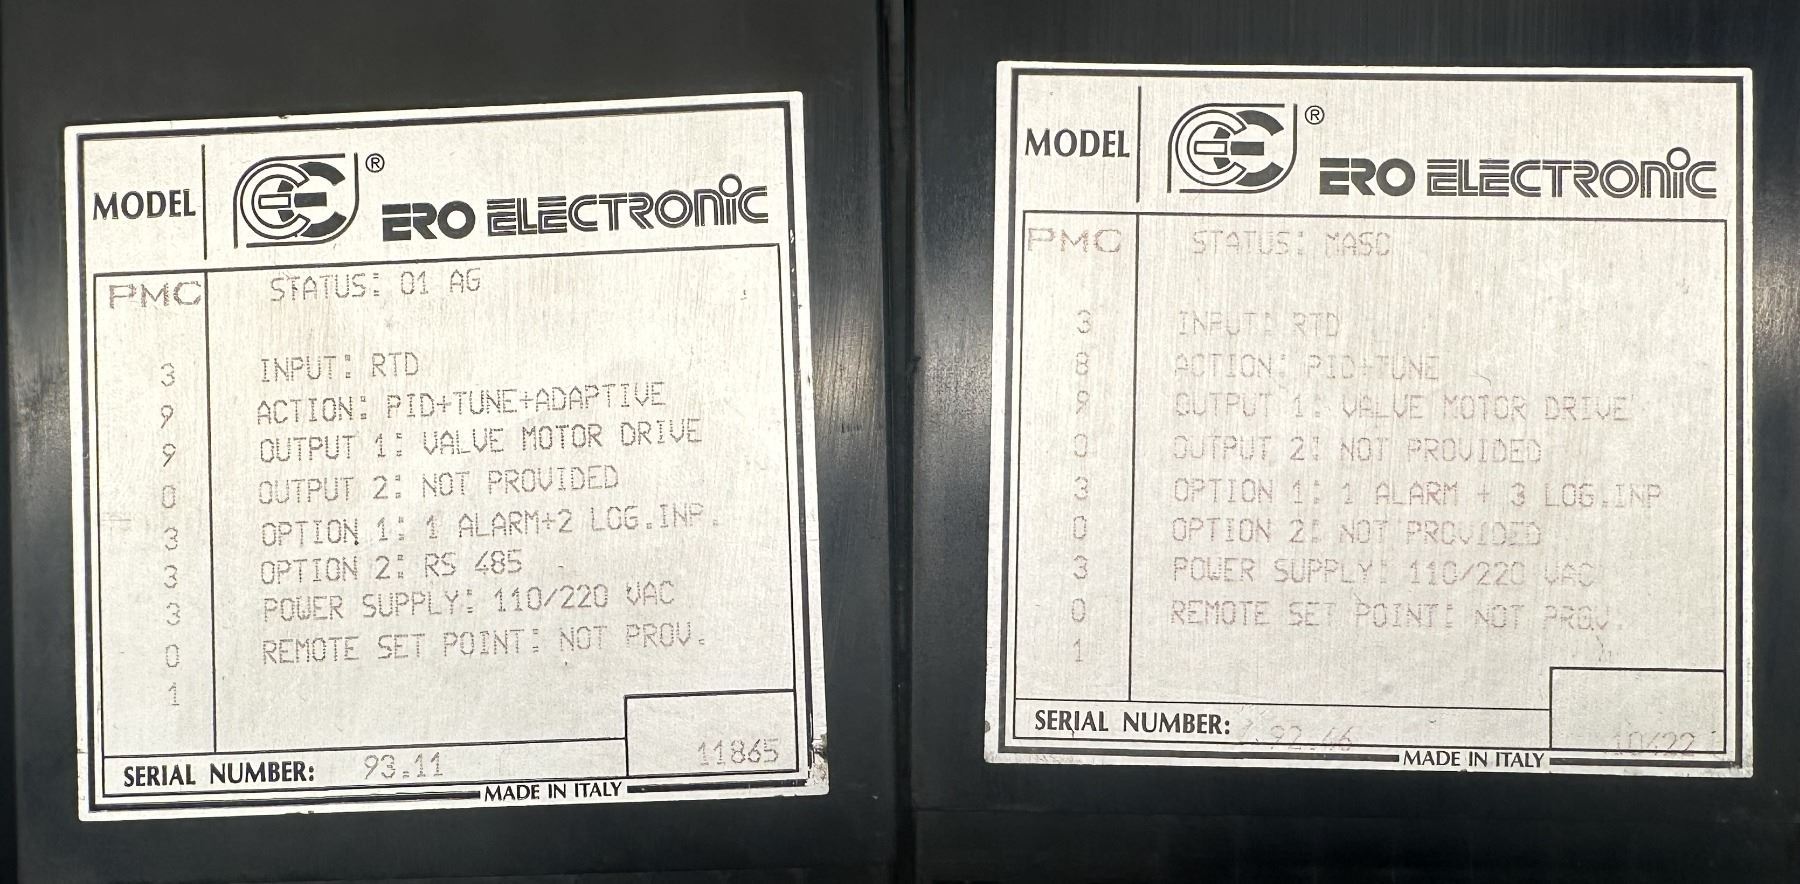 MODEL
® ERO ELECTRONIC
PMC STATUS: 01 AG
3 INPUT: RTD
9 ACTION: PID+TUNE+ADAPTIVE
9 OUTPUT 1: VALVE MOTOR DRIVE
0 OUTPUT 2: NOT PROVIDED
3 OPTION 1: 1 ALARM+2 LOG.INP.
3 OPTION 2: RS 485
3 POWER SUPPLY: 110/220 VAC
0 REMOTE SET POINT: NOT PROV.
1
SERIAL NUMBER: 93.11 11865
MADE IN ITALY
MODEL
® ERO ELECTRONIC
PMC STATUS: MASC
3 INPUT: RTD
8 ACTION: PID+TUNE
9 OUTPUT 1: VALVE MOTOR DRIVE
0 OUTPUT 2: NOT PROVIDED
3 OPTION 1: 1 ALARM + 3 LOG.INP
0 OPTION 2: NOT PROVIDED
3 POWER SUPPLY: 110/220 VAC
0 REMOTE SET POINT: NOT PROV.
1
SERIAL NUMBER:
MADE IN ITALY